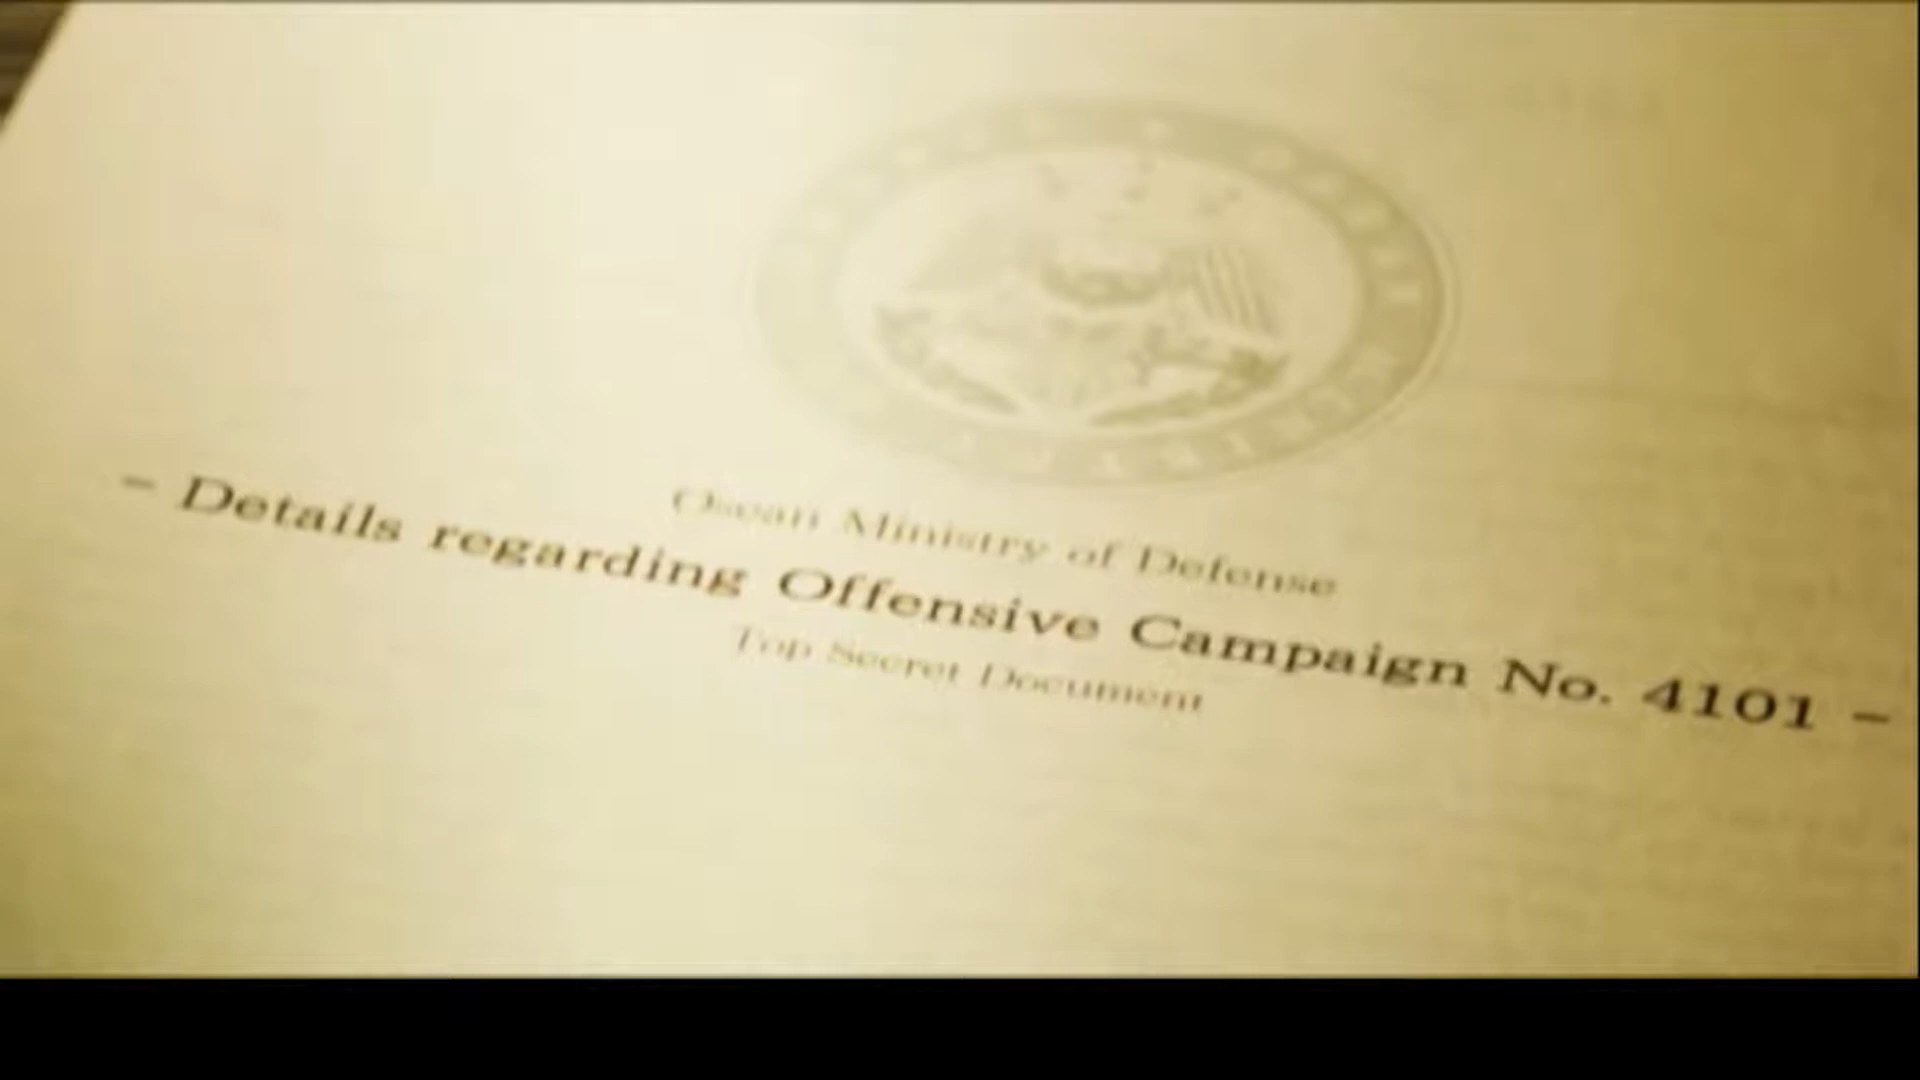 Osean Ministry of Defense
- Details regarding Offensive Campaign No. 4101 -
Top Secret Document